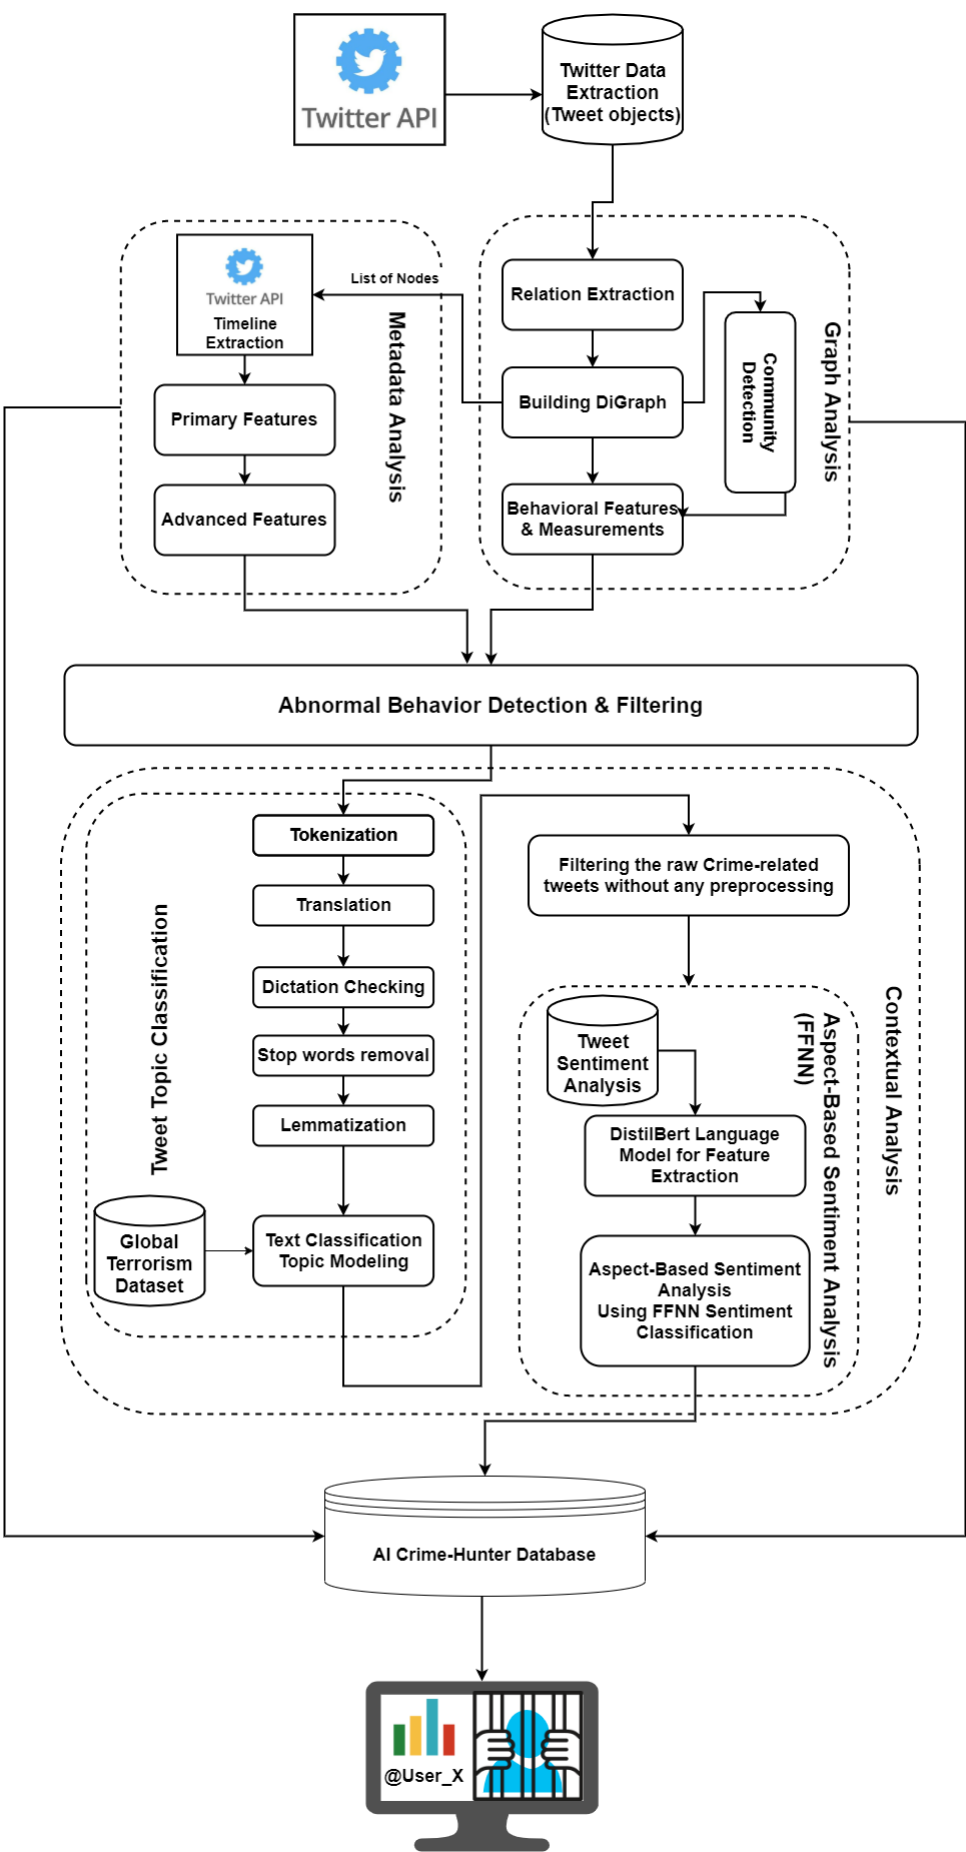 Twitter API
Twitter Data
Extraction
(Tweet objects)
List of Nodes
Twitter API
Timeline
Extraction
Primary Features
Advanced Features
Metadata Analysis
Relation Extraction
Building DiGraph
Behavioral Features
& Measurements
Community
Detection
Graph Analysis
Abnormal Behavior Detection & Filtering
Tweet Topic Classification
Tokenization
Translation
Dictation Checking
Stop words removal
Lemmatization
Global
Terrorism
Dataset
Text Classification
Topic Modeling
Filtering the raw Crime-related
tweets without any preprocessing
Tweet
Sentiment
Analysis
DistilBert Language
Model for Feature
Extraction
Aspect-Based Sentiment
Analysis
Using FFNN Sentiment
Classification
Aspect-Based Sentiment Analysis
(FFNN)
Contextual Analysis
AI Crime-Hunter Database
@User_X